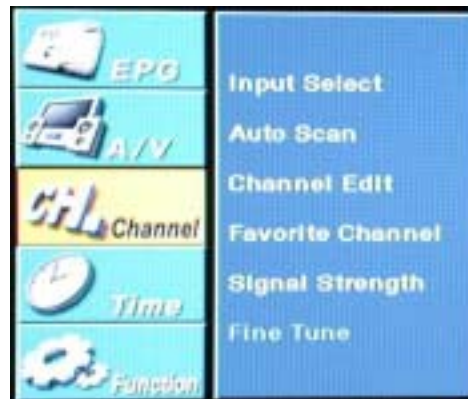 EPG
A/V
CH. Channel
Time
Function
Input Select
Auto Scan
Channel Edit
Favorite Channel
Signal Strength
Fine Tune